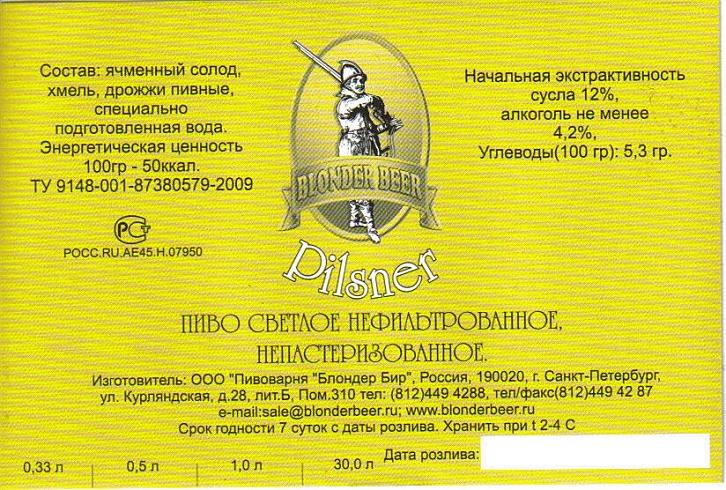 Состав: ячменный солод,
хмель, дрожжи пивные,
специально
подготовленная вода.
Энергетическая ценность
100гр - 50ккал.
ТУ 9148-001-87380579-2009
РСт
РОСС.RU.АЕ45.Н.07950
BLONDER BEER
Pilsner
Начальная экстрактивность
сусла 12%,
алкоголь не менее
4,2%,
Углеводы(100 гр): 5,3 гр.
ПИВО СВЕТЛОЕ НЕФИЛЬТРОВАННОЕ,
НЕПАСТЕРИЗОВАННОЕ.
Изготовитель: ООО "Пивоварня "Блондер Бир", Россия, 190020, г. Санкт-Петербург,
ул. Курляндская, д.28, лит.Б, Пом.310 тел: (812)449 4288, тел/факс(812)449 42 87
e-mail:sale@blonderbeer.ru; www.blonderbeer.ru
Срок годности 7 суток с даты розлива. Хранить при t 2-4 С
0,33 л 0,5 л 1,0 л 30,0 л Дата розлива: